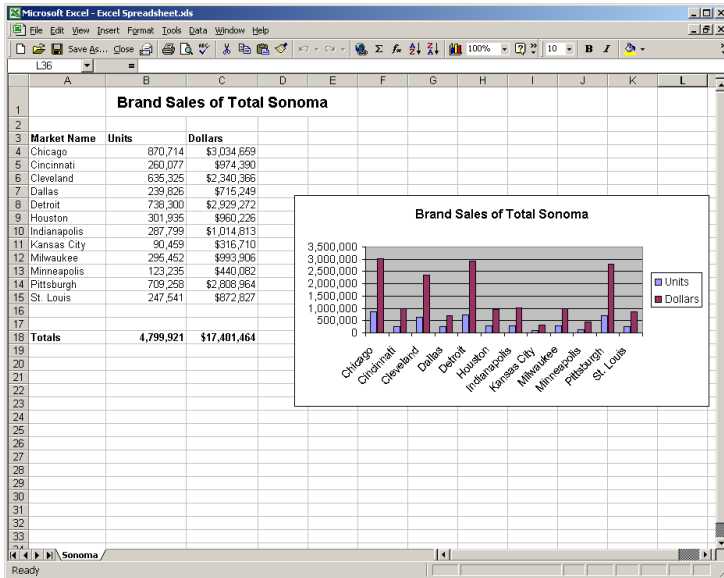 Microsoft Excel - Excel Spreadsheet.xls
File Edit View Insert Format Tools Data Window Help
Save As... Close 100% 10 B I
L36 =
A B C D E F G H I J K L
1 Brand Sales of Total Sonoma
2
3 Market Name Units Dollars
4 Chicago 870,714 $3,034,659
5 Cincinnati 260,077 $974,390
6 Cleveland 635,325 $2,340,366
7 Dallas 239,826 $715,249
8 Detroit 738,300 $2,929,272
9 Houston 301,935 $960,226
10 Indianapolis 287,799 $1,014,813
11 Kansas City 90,459 $316,710
12 Milwaukee 295,452 $993,906
13 Minneapolis 123,235 $440,082
14 Pittsburgh 709,258 $2,808,964
15 St. Louis 247,541 $872,827
16
17
18 Totals 4,799,921 $17,401,464
19
20
21
22
23
24
25
26
27
28
29
30
31
32
33
Brand Sales of Total Sonoma
3,500,000
3,000,000
2,500,000
2,000,000
1,500,000
1,000,000
500,000
0
Chicago
Cincinnati
Cleveland
Dallas
Detroit
Houston
Indianapolis
Kansas City
Milwaukee
Minneapolis
Pittsburgh
St. Louis
Units
Dollars
Sonoma
Ready